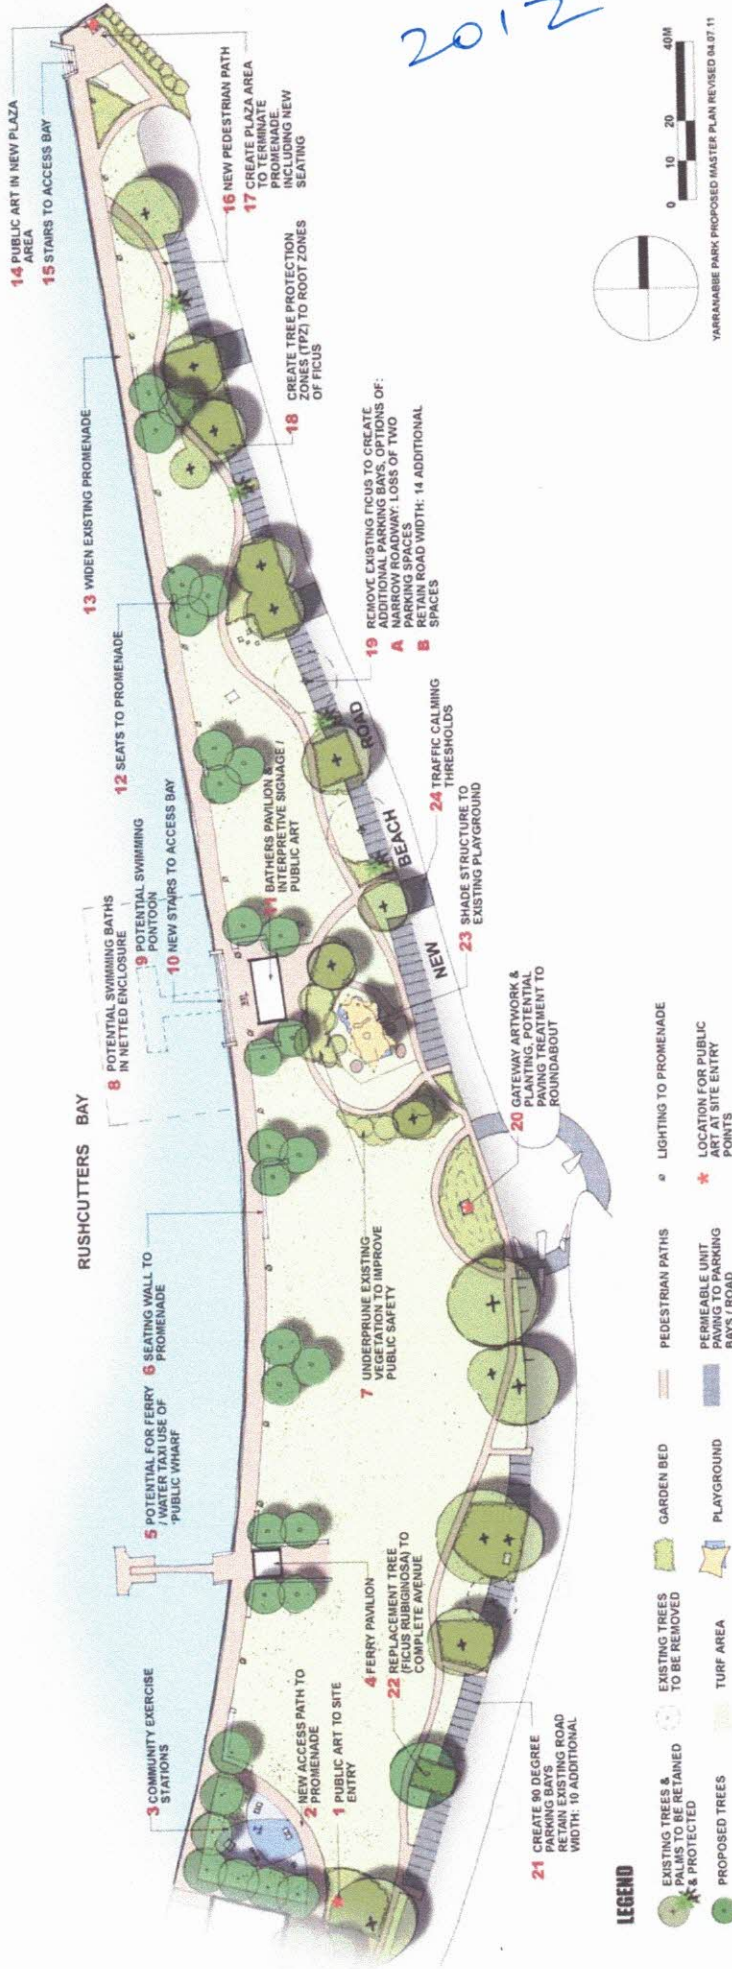 2012
14 PUBLIC ART IN NEW PLAZA
AREA
15 STAIRS TO ACCESS BAY
16 NEW PEDESTRIAN PATH
17 CREATE PLAZA AREA
TO TERMINATE
PROMENADE,
INCLUDING NEW
SEATING
13 WIDEN EXISTING PROMENADE
18 CREATE TREE PROTECTION
ZONES (TPZ) TO ROOT ZONES
OF FICUS
12 SEATS TO PROMENADE
19 REMOVE EXISTING FICUS TO CREATE
ADDITIONAL PARKING BAYS, OPTIONS OF:
A NARROW ROADWAY: LOSS OF TWO
PARKING SPACES
B RETAIN ROAD WIDTH: 14 ADDITIONAL
SPACES
RUSHCUTTERS BAY
8 POTENTIAL SWIMMING BATHS
IN NETTED ENCLOSURE
9 POTENTIAL SWIMMING
PONTOON
10 NEW STAIRS TO ACCESS BAY
11 BATHERS PAVILION &
INTERPRETIVE SIGNAGE /
PUBLIC ART
NEW BEACH ROAD
24 TRAFFIC CALMING
THRESHOLDS
23 SHADE STRUCTURE TO
EXISTING PLAYGROUND
20 GATEWAY ARTWORK &
PLANTING, POTENTIAL
PAVING TREATMENT TO
ROUNDABOUT
5 POTENTIAL FOR FERRY
/ WATER TAXI USE OF
PUBLIC WHARF
6 SEATING WALL TO
PROMENADE
7 UNDERPRUNE EXISTING
VEGETATION TO IMPROVE
PUBLIC SAFETY
3 COMMUNITY EXERCISE
STATIONS
4 FERRY PAVILION
22 REPLACEMENT TREE
(FICUS RUBIGINOSA) TO
COMPLETE AVENUE
2 NEW ACCESS PATH TO
PROMENADE
1 PUBLIC ART TO SITE
ENTRY
21 CREATE 90 DEGREE
PARKING BAYS
RETAIN EXISTING ROAD
WIDTH: 10 ADDITIONAL
LEGEND
EXISTING TREES &
PALMS TO BE RETAINED
& PROTECTED
PROPOSED TREES
EXISTING TREES
TO BE REMOVED
TURF AREA
GARDEN BED
PLAYGROUND
PEDESTRIAN PATHS
PERMEABLE UNIT
PAVING TO PARKING
BAYS / ROAD
LIGHTING TO PROMENADE
LOCATION FOR PUBLIC
ART AT SITE ENTRY
POINTS
0 10 20 40M
YARRANABBE PARK PROPOSED MASTER PLAN REVISED 04.07.11